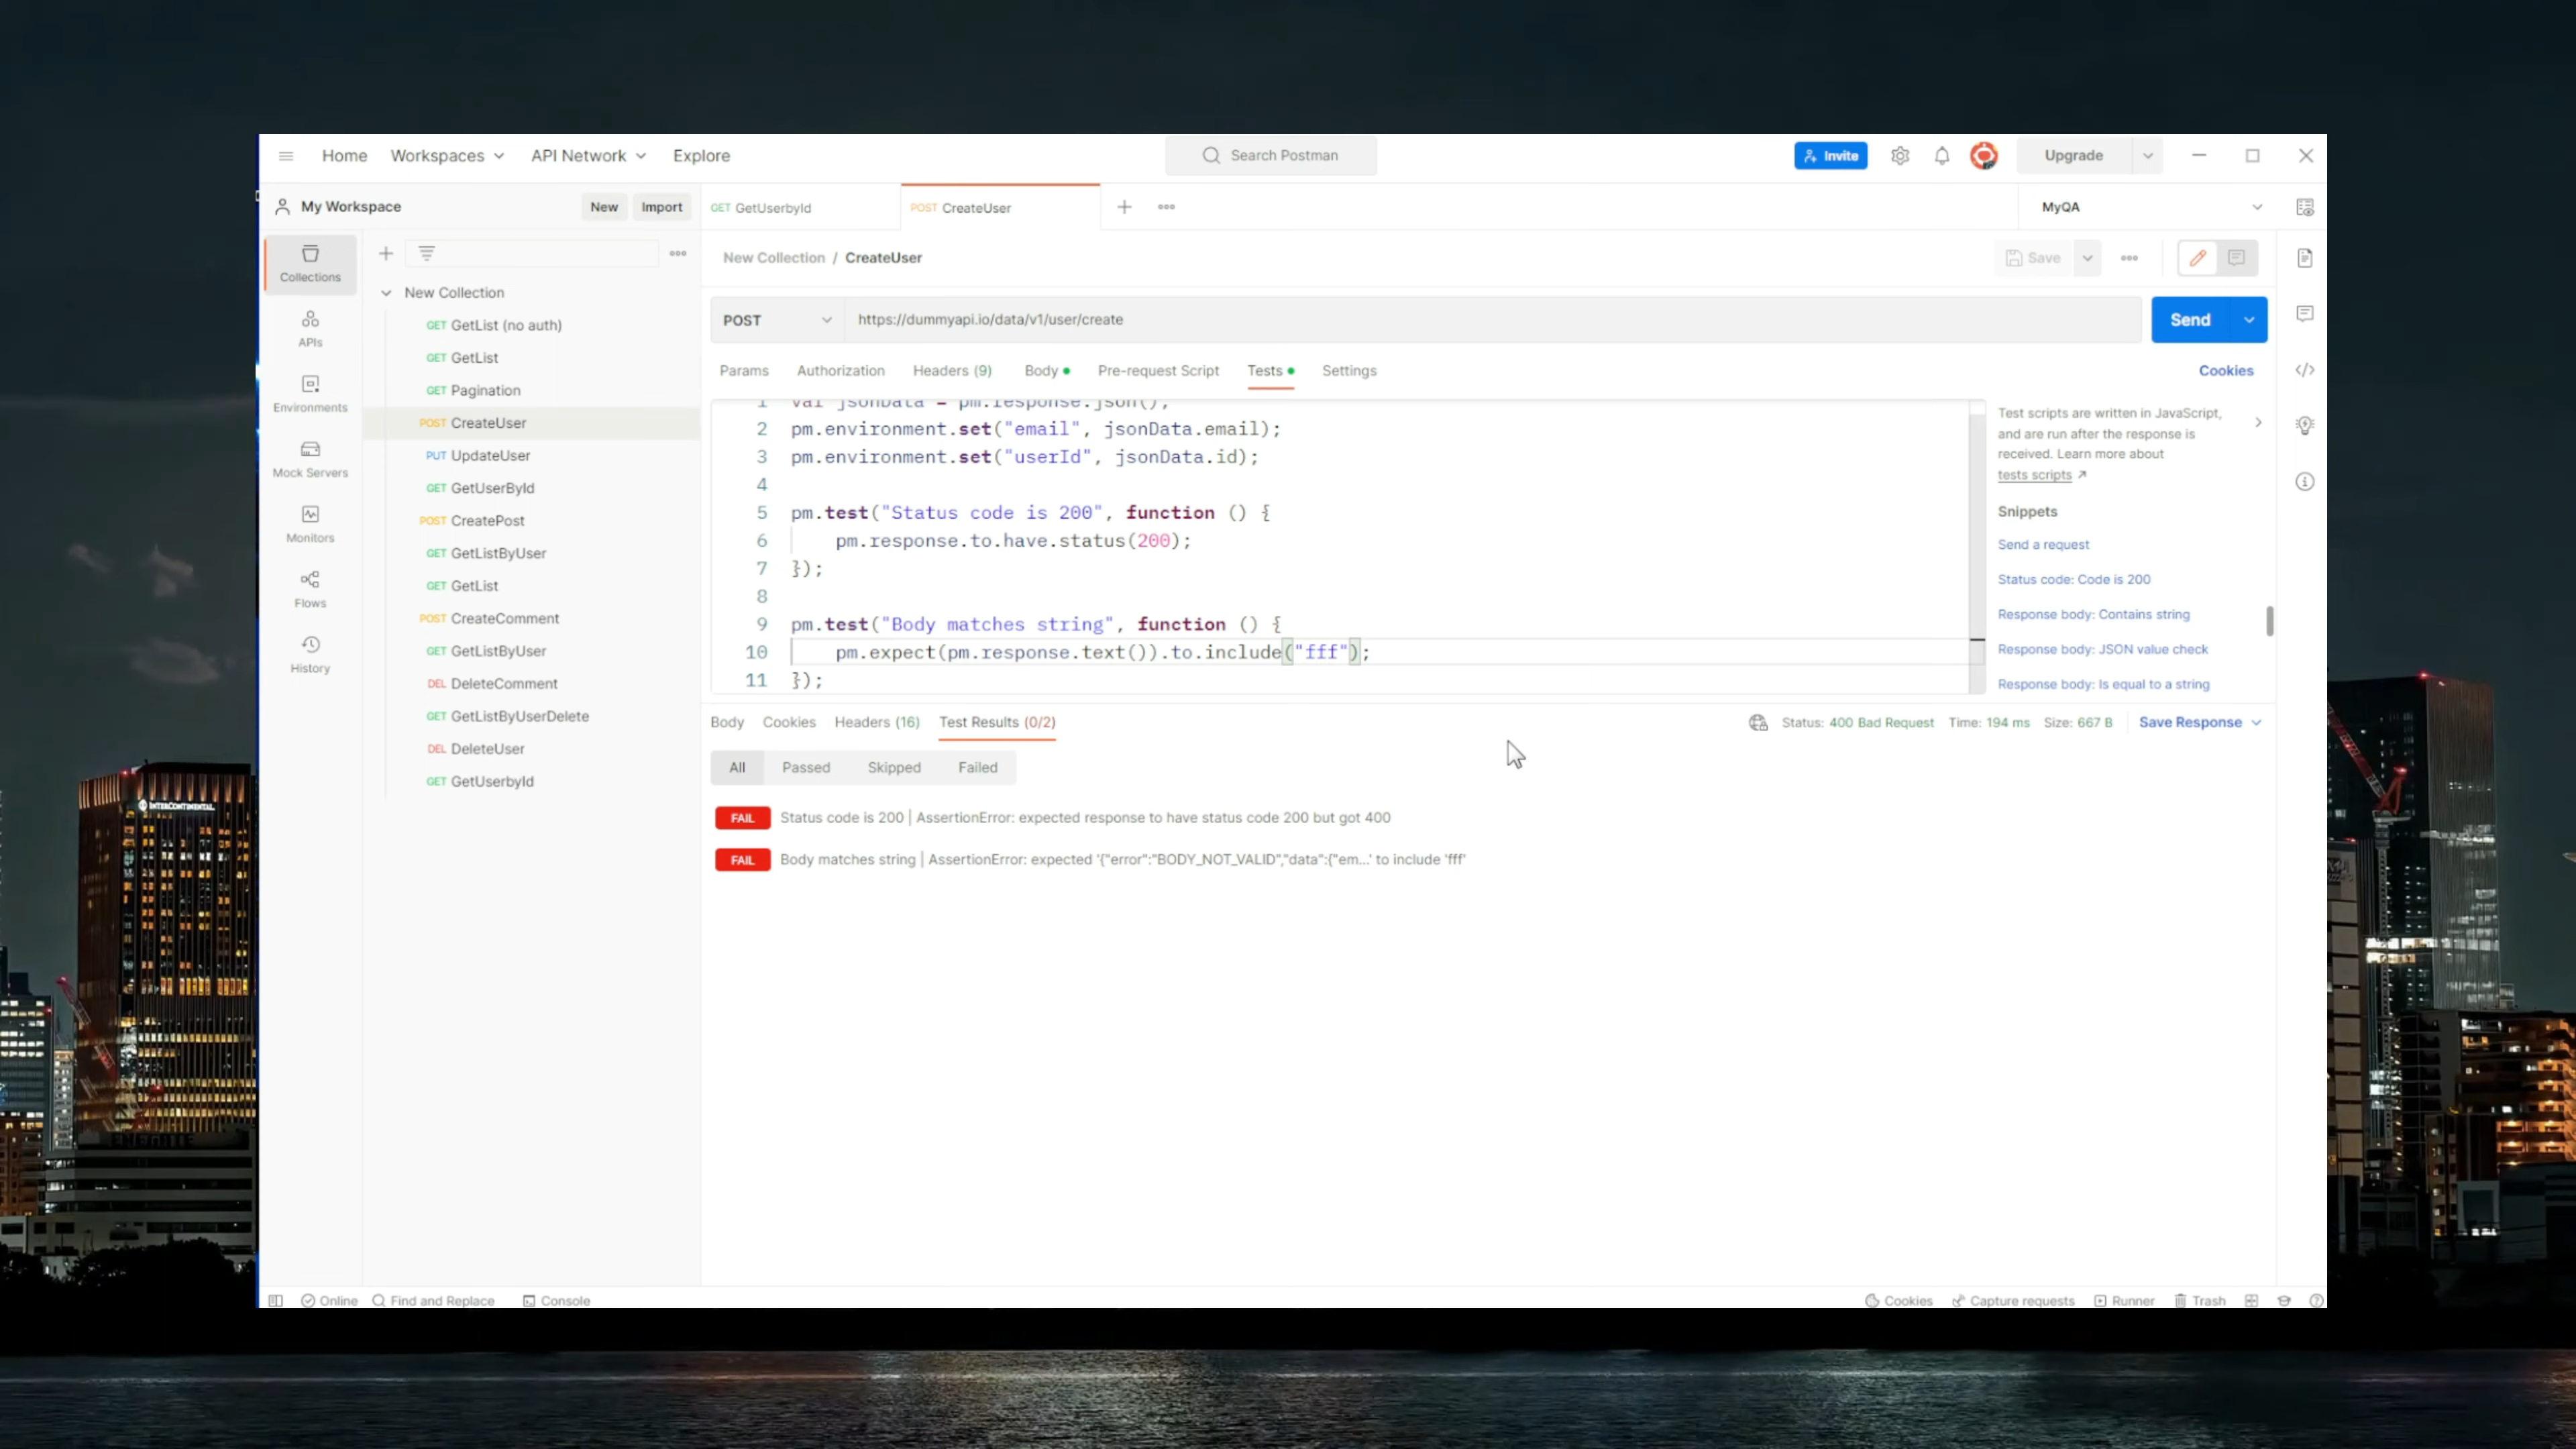 Home Workspaces API Network Explore Search Postman Invite Upgrade
My Workspace New Import GET GetUserbyId POST CreateUser MyQA
Collections
APIs
Environments
Mock Servers
Monitors
Flows
History
New Collection
GET GetList (no auth)
GET GetList
GET Pagination
POST CreateUser
PUT UpdateUser
GET GetUserById
POST CreatePost
GET GetListByUser
GET GetList
POST CreateComment
GET GetListByUser
DEL DeleteComment
GET GetListByUserDelete
DEL DeleteUser
GET GetUserbyId
New Collection / CreateUser Save
POST https://dummyapi.io/data/v1/user/create Send
Params Authorization Headers (9) Body Pre-request Script Tests Settings Cookies
1 var jsonData = pm.response.json();
2 pm.environment.set("email", jsonData.email);
3 pm.environment.set("userId", jsonData.id);
4
5 pm.test("Status code is 200", function () {
6 pm.response.to.have.status(200);
7 });
8
9 pm.test("Body matches string", function () {
10 pm.expect(pm.response.text()).to.include("fff");
11 });
Test scripts are written in JavaScript,
and are run after the response is
received. Learn more about
tests scripts
Snippets
Send a request
Status code: Code is 200
Response body: Contains string
Response body: JSON value check
Response body: Is equal to a string
Body Cookies Headers (16) Test Results (0/2) Status: 400 Bad Request Time: 194 ms Size: 667 B Save Response
All Passed Skipped Failed
FAIL Status code is 200 | AssertionError: expected response to have status code 200 but got 400
FAIL Body matches string | AssertionError: expected '{"error":"BODY_NOT_VALID","data":{"em...' to include 'fff'
Online Find and Replace Console Cookies Capture requests Runner Trash
INTERCONTINENTAL